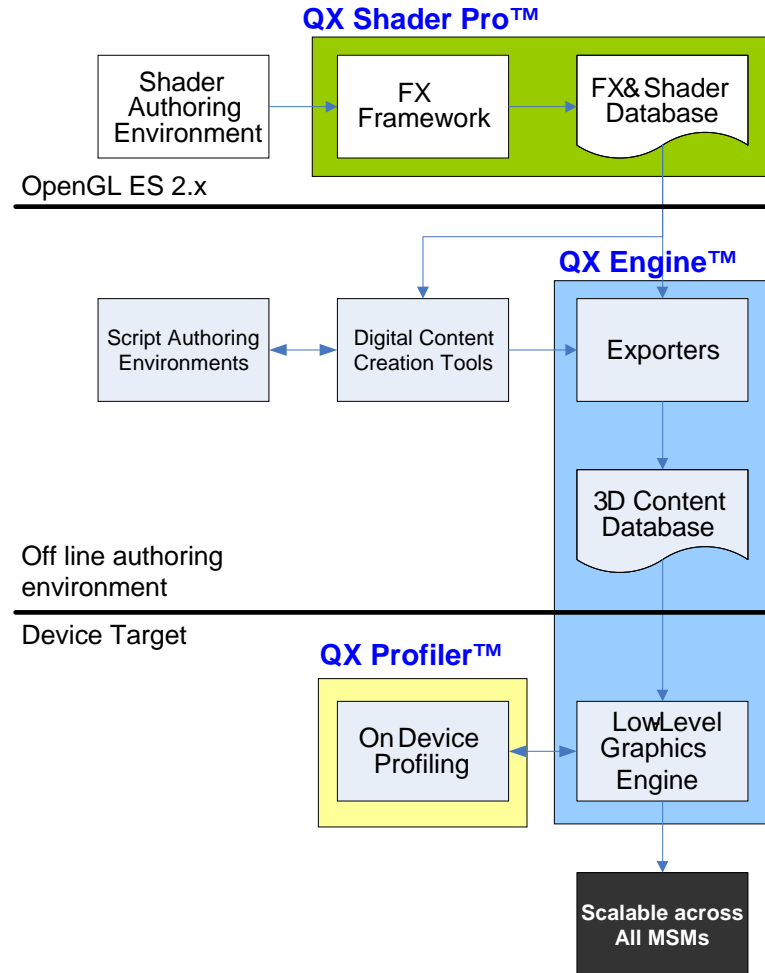 QX Shader Pro™
Shader
Authoring
Environment
FX
Framework
FX& Shader
Database
OpenGL ES 2.x
QX Engine™
Script Authoring
Environments
Digital Content
Creation Tools
Exporters
3D Content
Database
Off line authoring
environment
Device Target
QX Profiler™
On Device
Profiling
Low-Level
Graphics
Engine
Scalable across
All MSMs